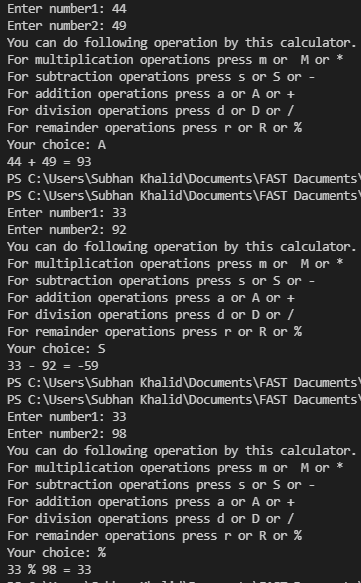 Enter number1: 44
Enter number2: 49
You can do following operation by this calculator.
For multiplication operations press m or  M or *
For subtraction operations press s or S or -
For addition operations press a or A or +
For division operations press d or D or /
For remainder operations press r or R or %
Your choice: A
44 + 49 = 93
PS C:\Users\Subhan Khalid\Documents\FAST Dacuments\
PS C:\Users\Subhan Khalid\Documents\FAST Dacuments\
Enter number1: 33
Enter number2: 92
You can do following operation by this calculator.
For multiplication operations press m or  M or *
For subtraction operations press s or S or -
For addition operations press a or A or +
For division operations press d or D or /
For remainder operations press r or R or %
Your choice: S
33 - 92 = -59
PS C:\Users\Subhan Khalid\Documents\FAST Dacuments\
PS C:\Users\Subhan Khalid\Documents\FAST Dacuments\
Enter number1: 33
Enter number2: 98
You can do following operation by this calculator.
For multiplication operations press m or  M or *
For subtraction operations press s or S or -
For addition operations press a or A or +
For division operations press d or D or /
For remainder operations press r or R or %
Your choice: %
33 % 98 = 33